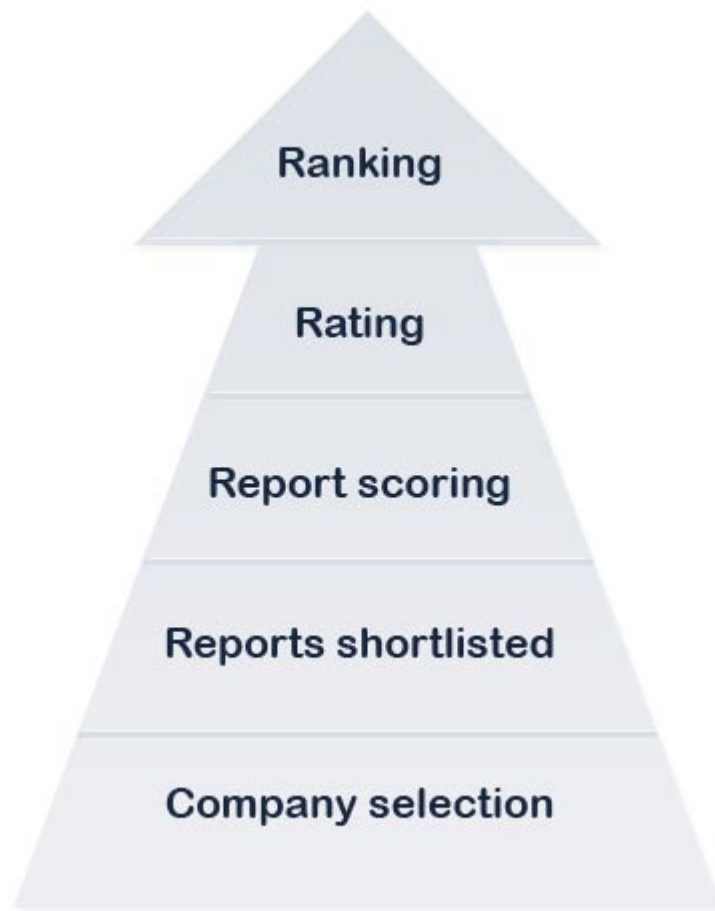 Ranking
Rating
Report scoring
Reports shortlisted
Company selection